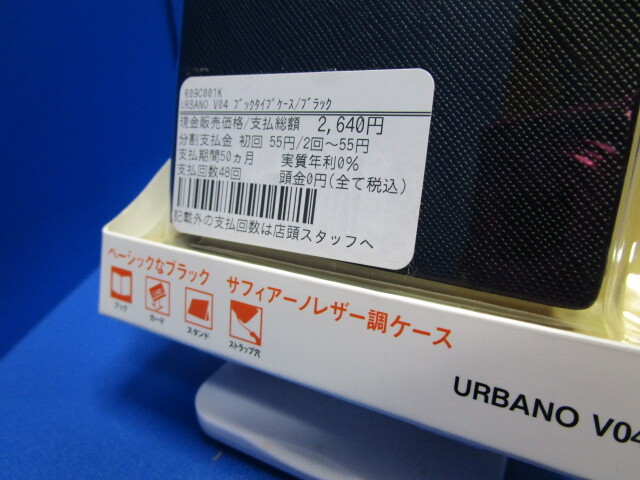 R09C001K
URBANO V04 ﾌﾞｯｸﾀｲﾌﾟｹｰｽ/ﾌﾞﾗｯｸ
現金販売価格/支払総額 2,640円
分割支払金 初回 55円/2回～55円
支払期間50ヵ月 実質年利0%
支払回数48回 頭金0円(全て税込)
記載外の支払回数は店頭スタッフへ
ベーシックなブラック サフィアーノレザー調ケース
ブック カード スタンド ストラップ穴
URBANO V04